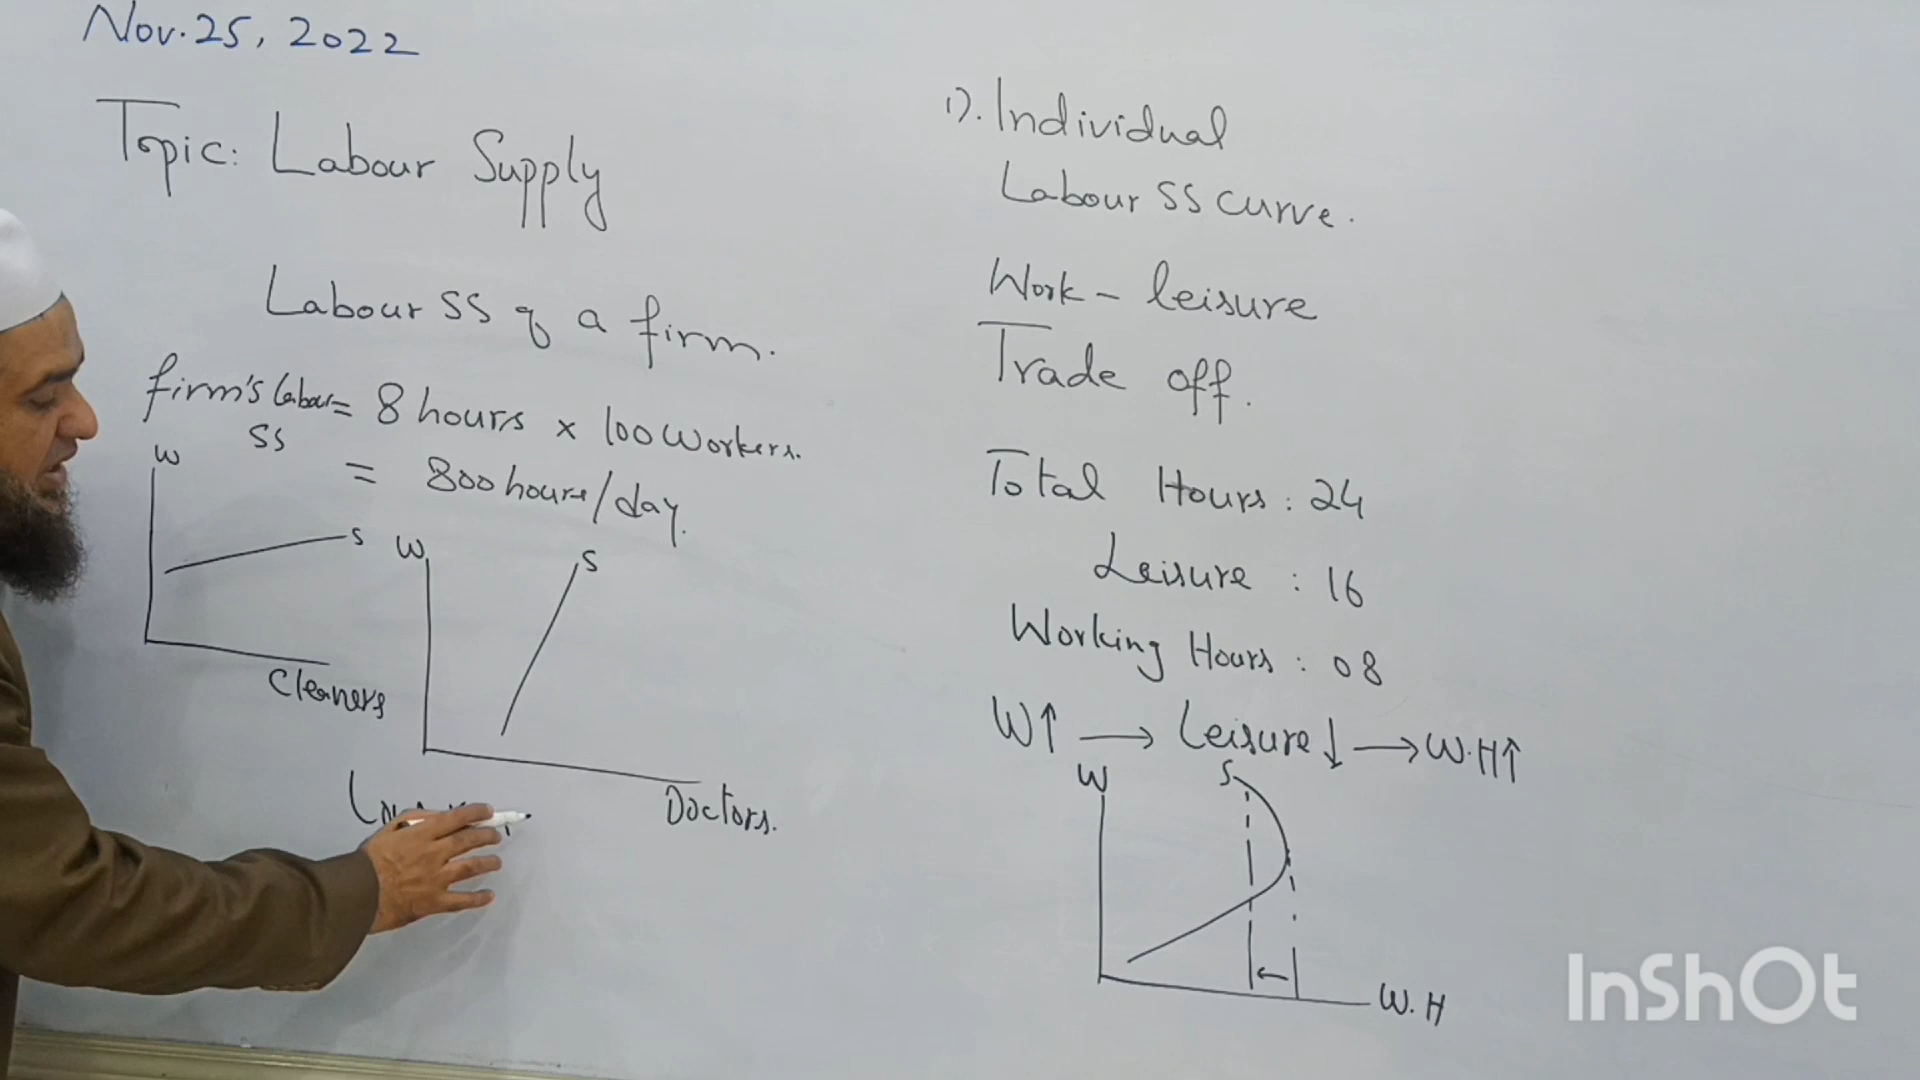 Nov. 25, 2022
Topic: Labour Supply
Labour SS of a firm.
firm's labour SS = 8 hours x 100 workers.
= 800 hours/day.
W
S
Cleaners
W
S
Doctors.
1). Individual
Labour SS curve.
Work - leisure
Trade off.
Total Hours : 24
Leisure : 16
Working Hours : 08
W↑ → Leisure ↓ → W.H↑
W
S
W.H
InShOt